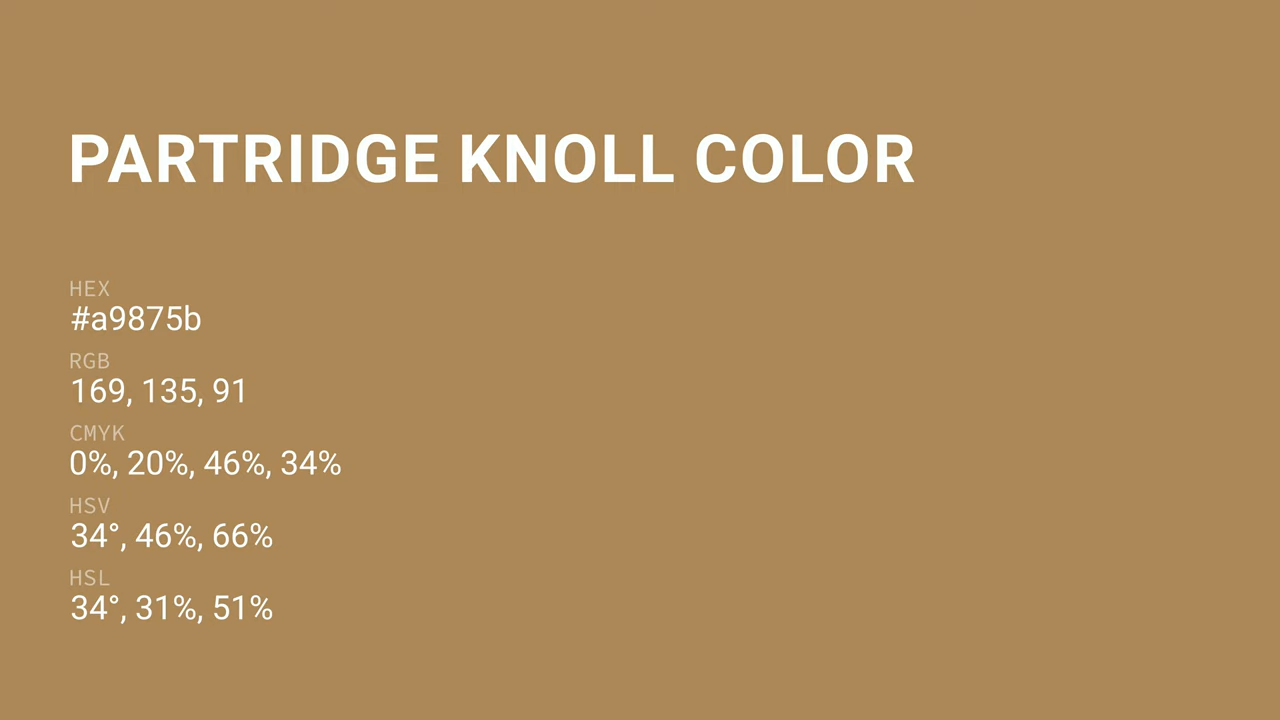 PARTRIDGE KNOLL COLOR
HEX
#a9875b
RGB
169, 135, 91
CMYK
0%, 20%, 46%, 34%
HSV
34°, 46%, 66%
HSL
34°, 31%, 51%